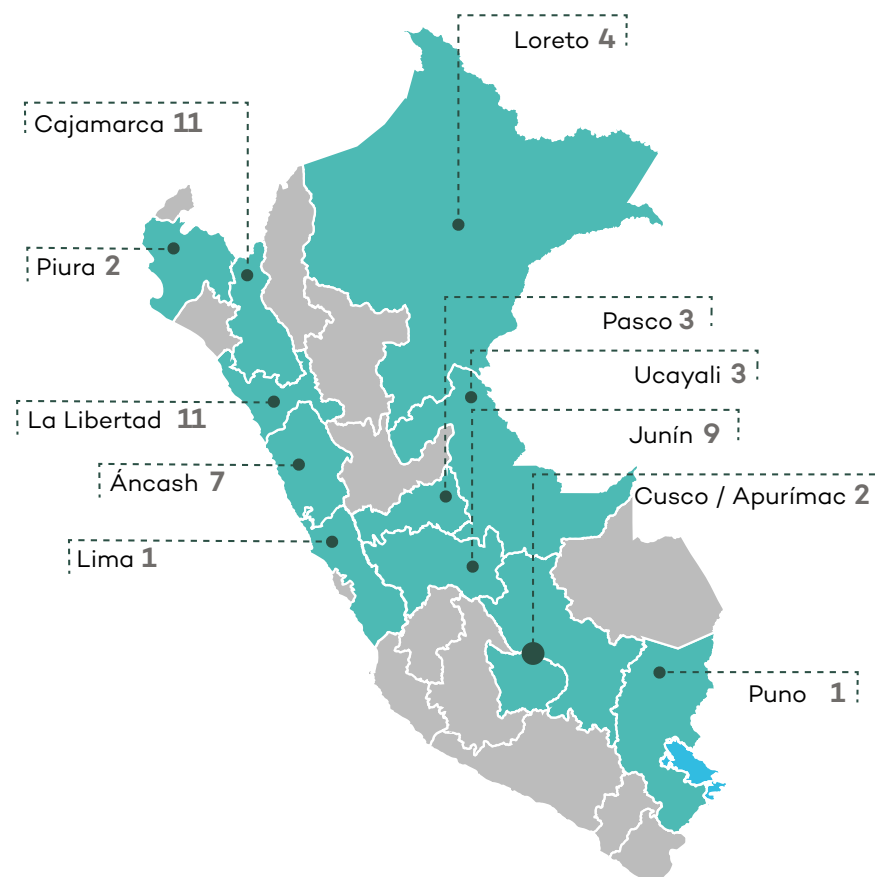 Loreto 4
Cajamarca 11
Piura 2
Pasco 3
Ucayali 3
La Libertad 11
Junín 9
Áncash 7
Cusco / Apurímac 2
Lima 1
Puno 1